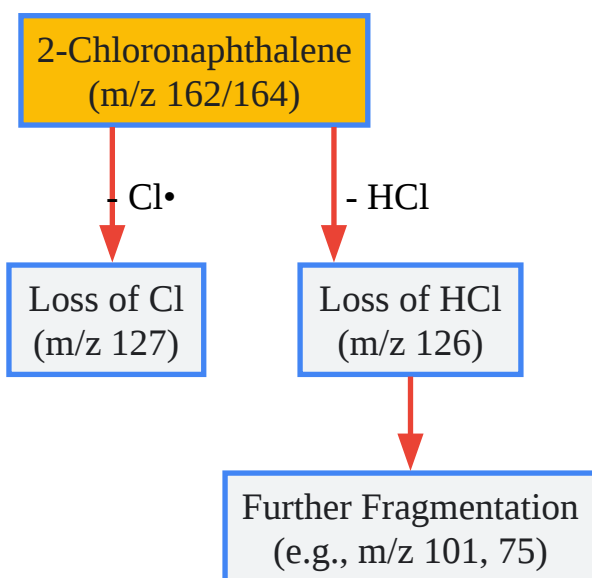 2-Chloronaphthalene
(m/z 162/164)
- Cl•
- HCl
Loss of Cl
(m/z 127)
Loss of HCl
(m/z 126)
Further Fragmentation
(e.g., m/z 101, 75)